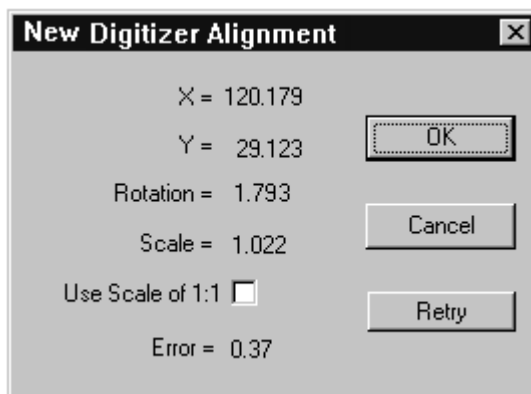 New Digitizer Alignment
X = 120.179
Y = 29.123
OK
Rotation = 1.793
Scale = 1.022
Cancel
Use Scale of 1:1
Retry
Error = 0.37